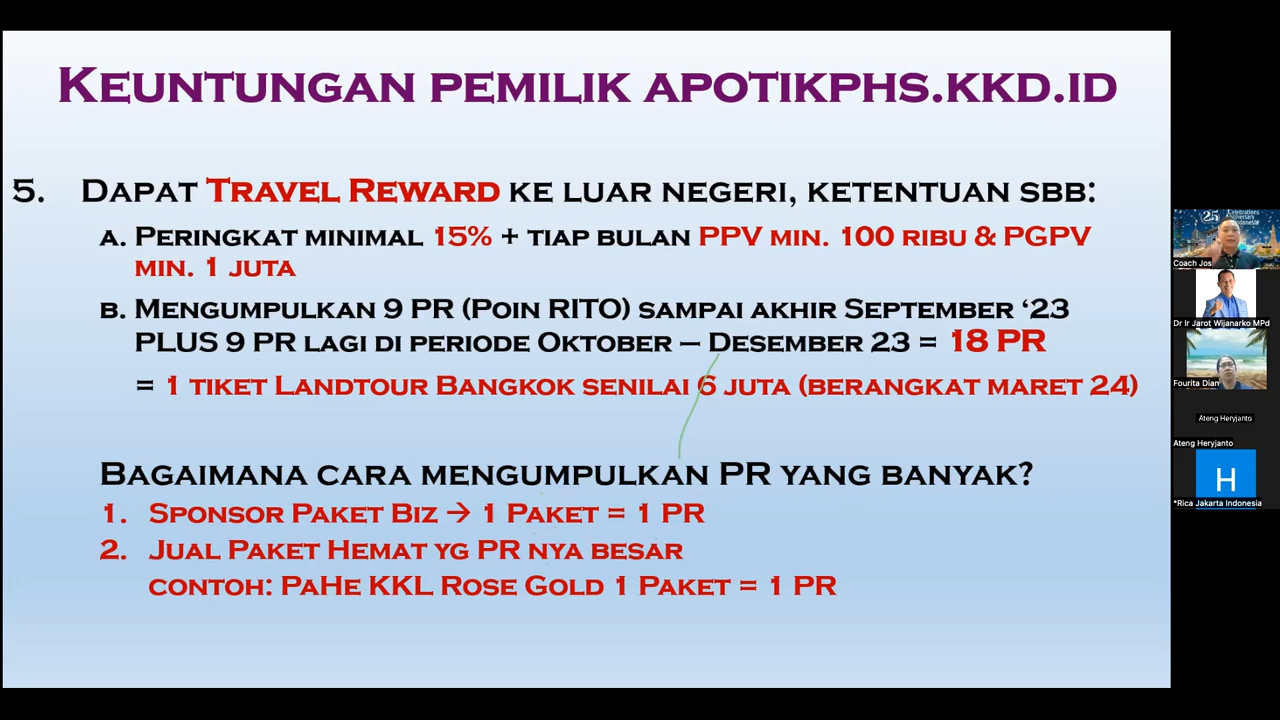 KEUNTUNGAN PEMILIK APOTIKPHS.KKD.ID
5. DAPAT TRAVEL REWARD KE LUAR NEGERI, KETENTUAN SBB:
A. PERINGKAT MINIMAL 15% + TIAP BULAN PPV MIN. 100 RIBU & PGPV
MIN. 1 JUTA
B. MENGUMPULKAN 9 PR (POIN RITO) SAMPAI AKHIR SEPTEMBER ‘23
PLUS 9 PR LAGI DI PERIODE OKTOBER – DESEMBER 23 = 18 PR
= 1 TIKET LANDTOUR BANGKOK SENILAI 6 JUTA (BERANGKAT MARET 24)
BAGAIMANA CARA MENGUMPULKAN PR YANG BANYAK?
1. SPONSOR PAKET BIZ → 1 PAKET = 1 PR
2. JUAL PAKET HEMAT YG PR NYA BESAR
CONTOH: PAHE KKL ROSE GOLD 1 PAKET = 1 PR
25 Celebrations
Anniversary
Indonesia
Coach Jos
Dr Ir Jarot Wijanarko MPd
Fourita Dian
Ateng Heryjanto
Ateng Heryjanto
H
*Rica Jakarta Indonesia